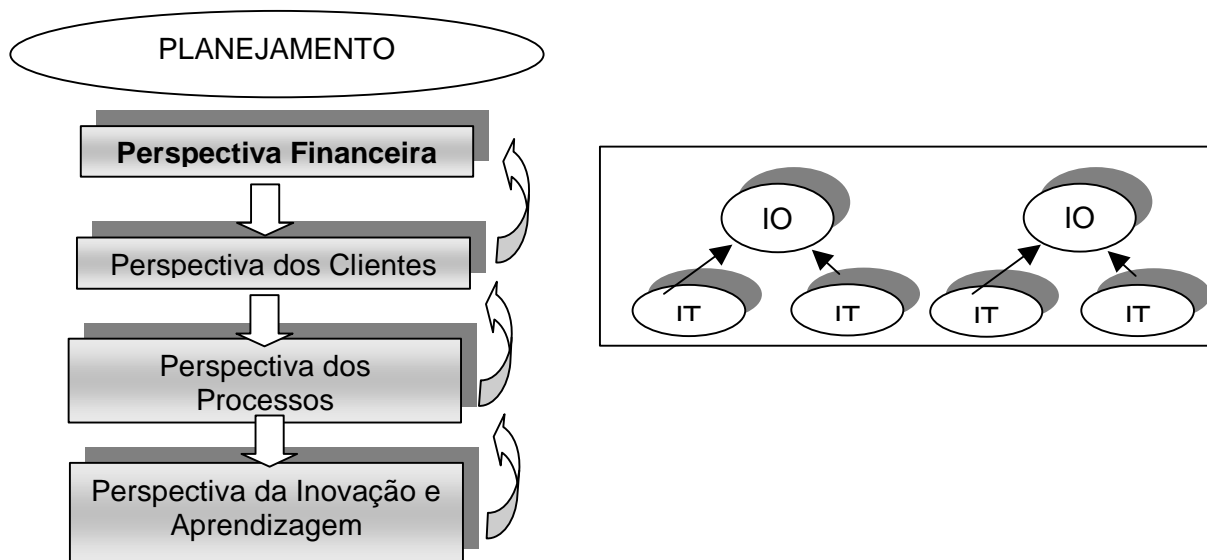 PLANEJAMENTO
Perspectiva Financeira
Perspectiva dos Clientes
Perspectiva dos
Processos
Perspectiva da Inovação e
Aprendizagem
IO
IO
IT
IT
IT
IT